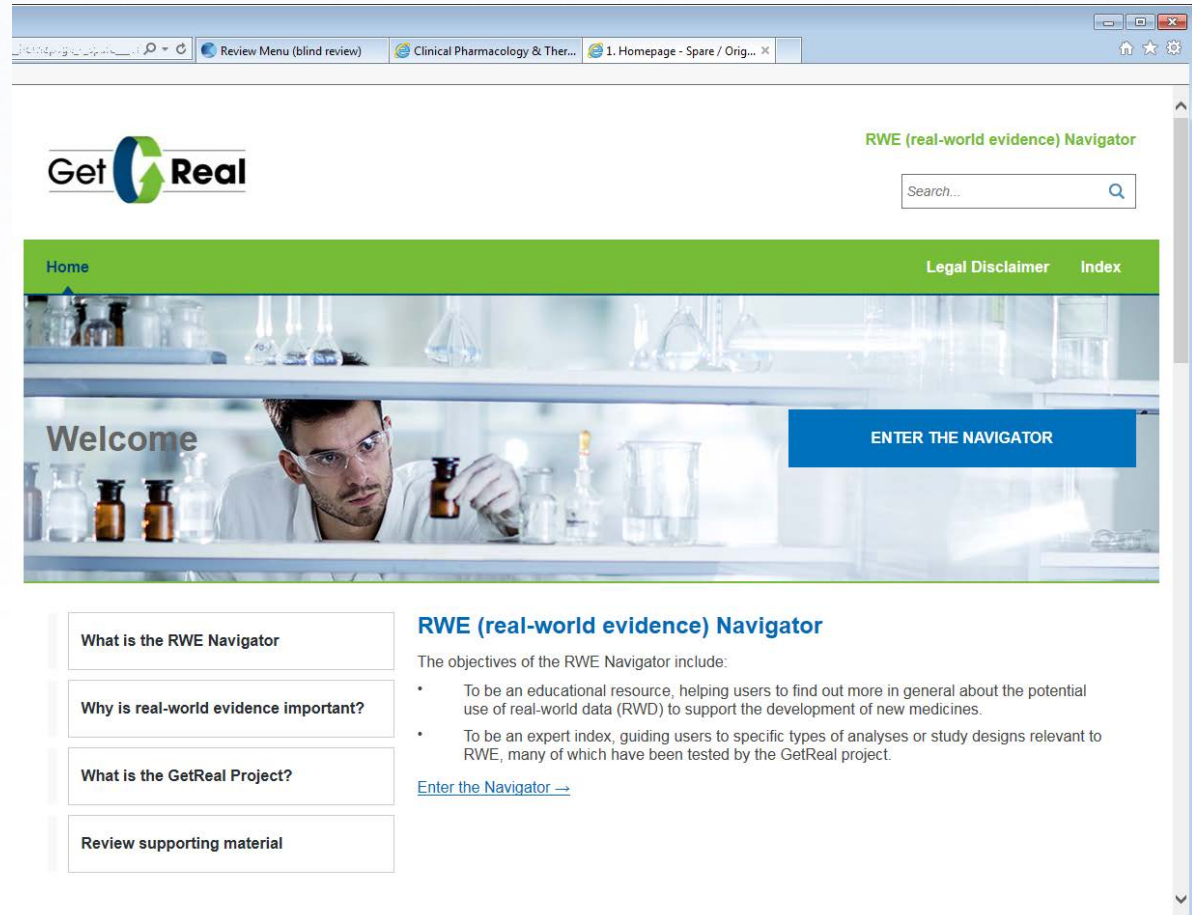 Review Menu (blind review)
Clinical Pharmacology & Ther...
1. Homepage - Spare / Orig...
Get Real
RWE (real-world evidence) Navigator
Search...
Home
Legal Disclaimer
Index
Welcome
ENTER THE NAVIGATOR
What is the RWE Navigator
Why is real-world evidence important?
What is the GetReal Project?
Review supporting material
RWE (real-world evidence) Navigator
The objectives of the RWE Navigator include:
• To be an educational resource, helping users to find out more in general about the potential
use of real-world data (RWD) to support the development of new medicines.
• To be an expert index, guiding users to specific types of analyses or study designs relevant to
RWE, many of which have been tested by the GetReal project.
Enter the Navigator →